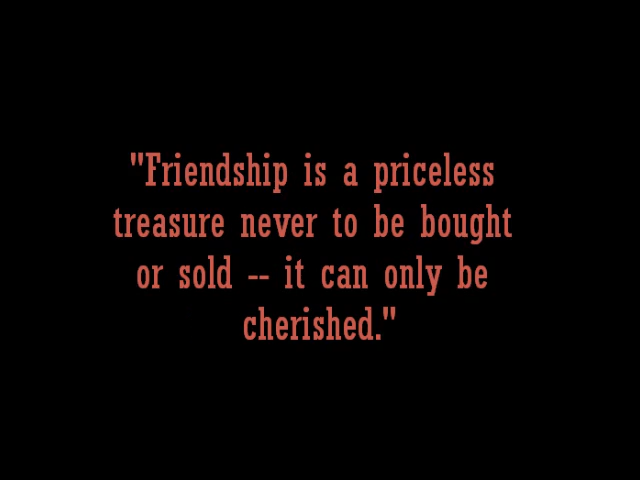 "Friendship is a priceless
treasure never to be bought
or sold -- it can only be
cherished."